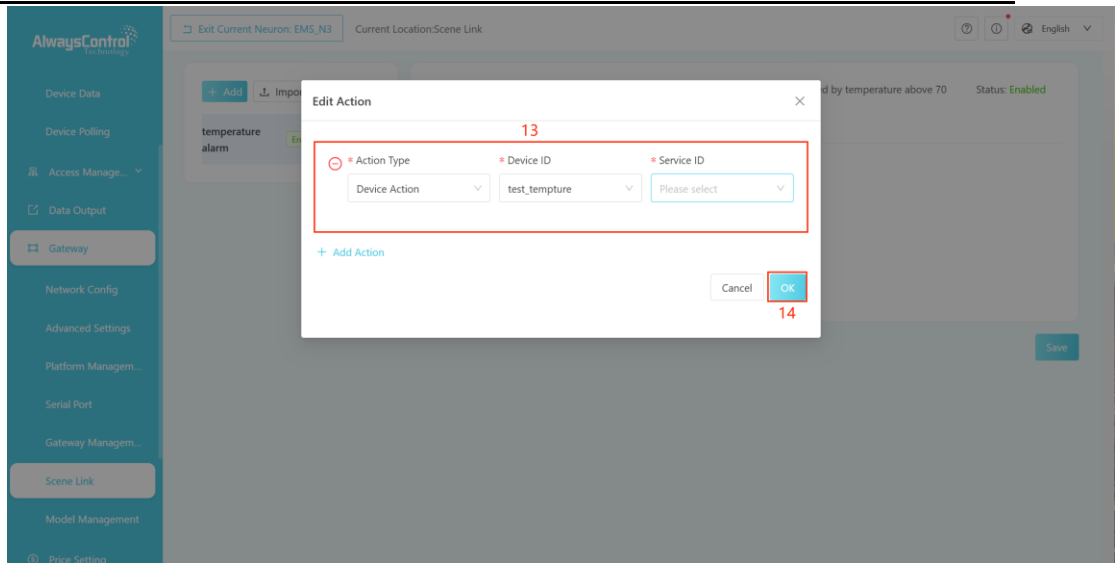 AlwaysControl
Technology
Exit Current Neuron: EMS_N3
Current Location:Scene Link
English
Device Data
Device Polling
Access Manage...
Data Output
Gateway
Network Config
Advanced Settings
Platform Managem...
Serial Port
Gateway Managem...
Scene Link
Model Management
Price Setting
+ Add
Impo
temperature
alarm
En
d by temperature above 70
Status: Enabled
Edit Action
13
* Action Type
* Device ID
* Service ID
Device Action
test_tempture
Please select
+ Add Action
Cancel
OK
14
Save